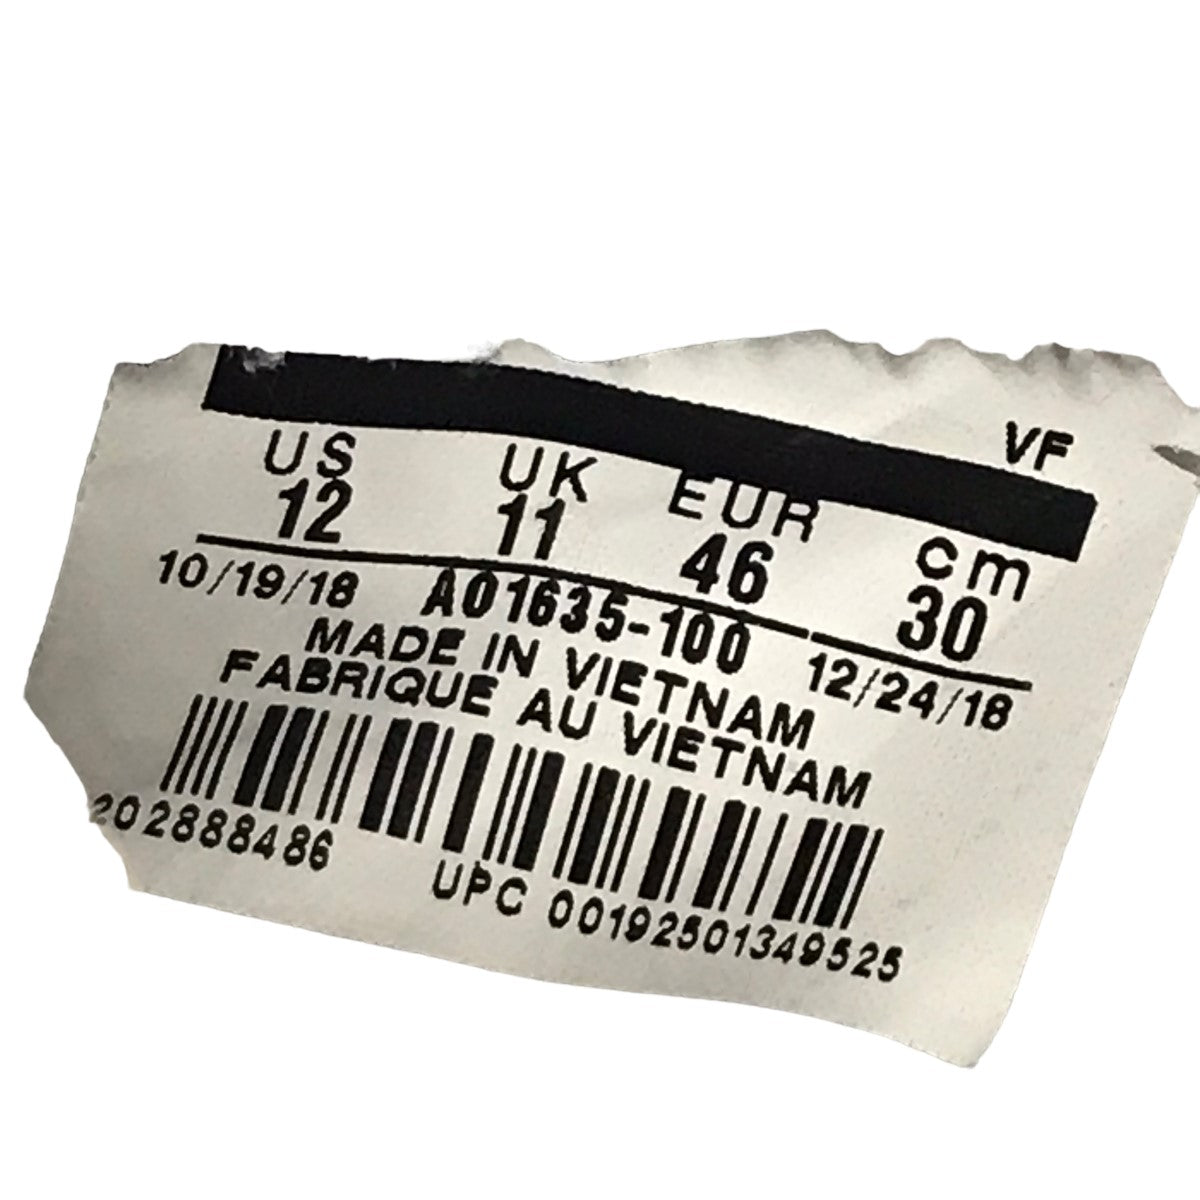 VF
US UK EUR cm
12 11 46 30
10/19/18 AO1635-100 12/24/18
MADE IN VIETNAM
FABRIQUE AU VIETNAM
202888486
UPC 00192501349525